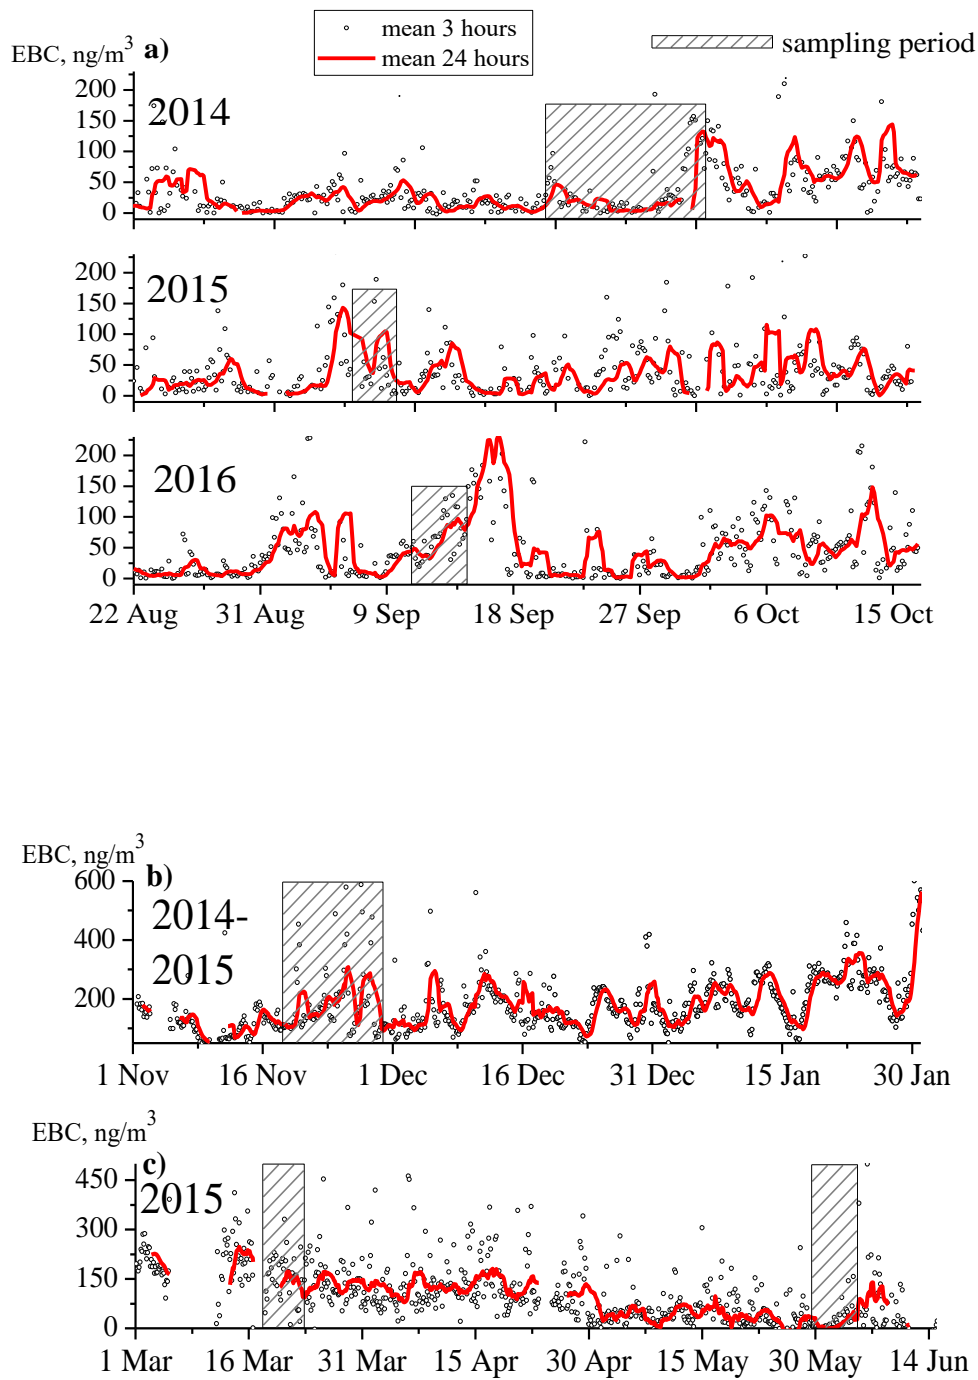 mean 3 hours
mean 24 hours
sampling period
EBC, ng/m³ a)
2014
200
150
100
50
0
2015
200
150
100
50
0
2016
200
150
100
50
0
22 Aug 31 Aug 9 Sep 18 Sep 27 Sep 6 Oct 15 Oct
EBC, ng/m³
b)
2014-
2015
600
400
200
1 Nov 16 Nov 1 Dec 16 Dec 31 Dec 15 Jan 30 Jan
EBC, ng/m³
c)
2015
450
300
150
0
1 Mar 16 Mar 31 Mar 15 Apr 30 Apr 15 May 30 May 14 Jun